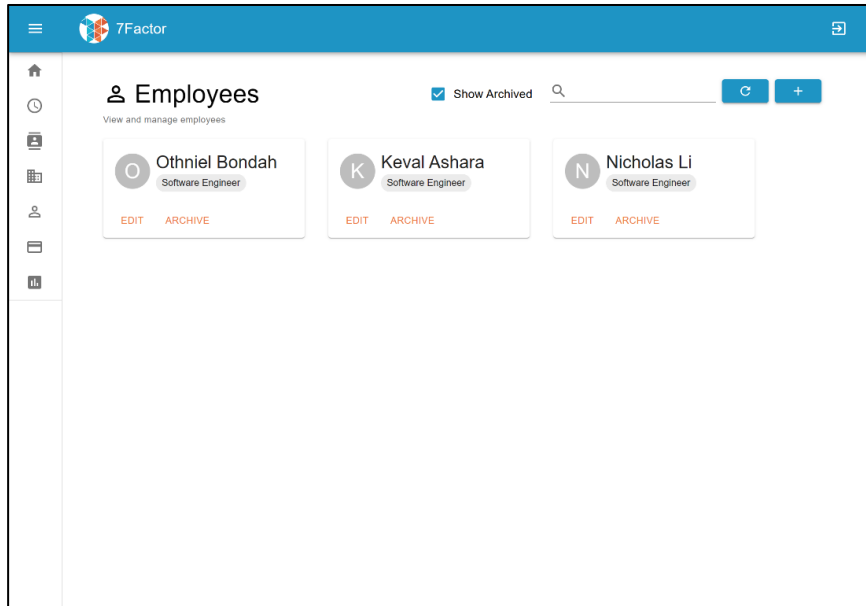 7Factor
Employees
Show Archived
View and manage employees
O
Othniel Bondah
Software Engineer
EDIT ARCHIVE
K
Keval Ashara
Software Engineer
EDIT ARCHIVE
N
Nicholas Li
Software Engineer
EDIT ARCHIVE